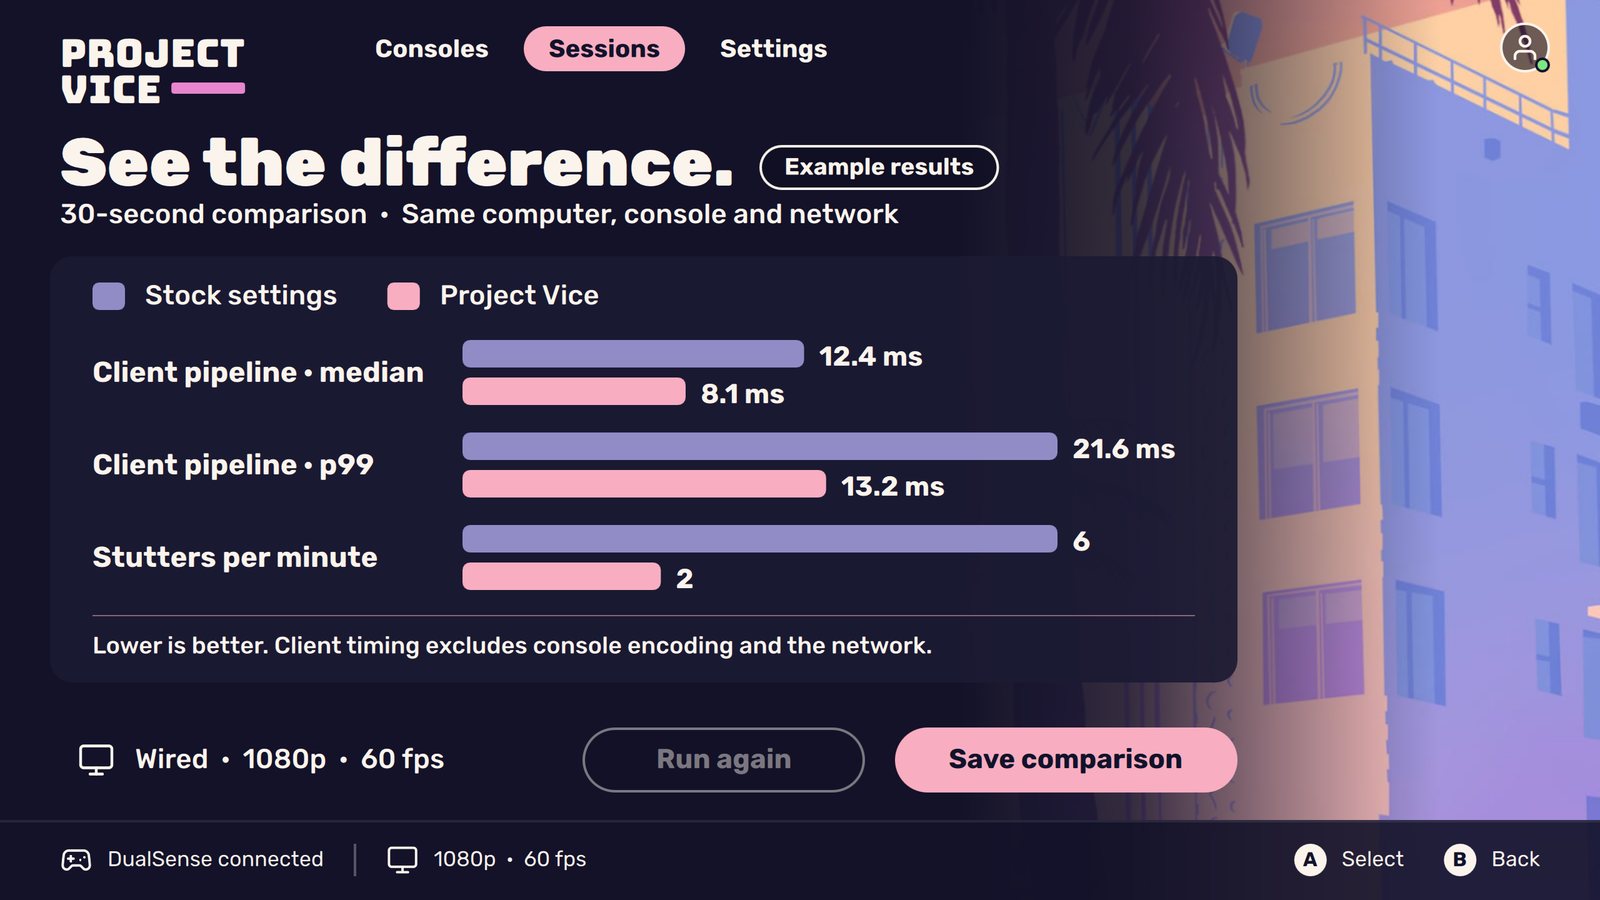 PROJECT
VICE
Consoles
Sessions
Settings
See the difference.
Example results
30-second comparison • Same computer, console and network
Stock settings
Project Vice
Client pipeline • median
12.4 ms
8.1 ms
Client pipeline • p99
21.6 ms
13.2 ms
Stutters per minute
6
2
Lower is better. Client timing excludes console encoding and the network.
Wired • 1080p • 60 fps
Run again
Save comparison
DualSense connected
1080p • 60 fps
A Select
B Back